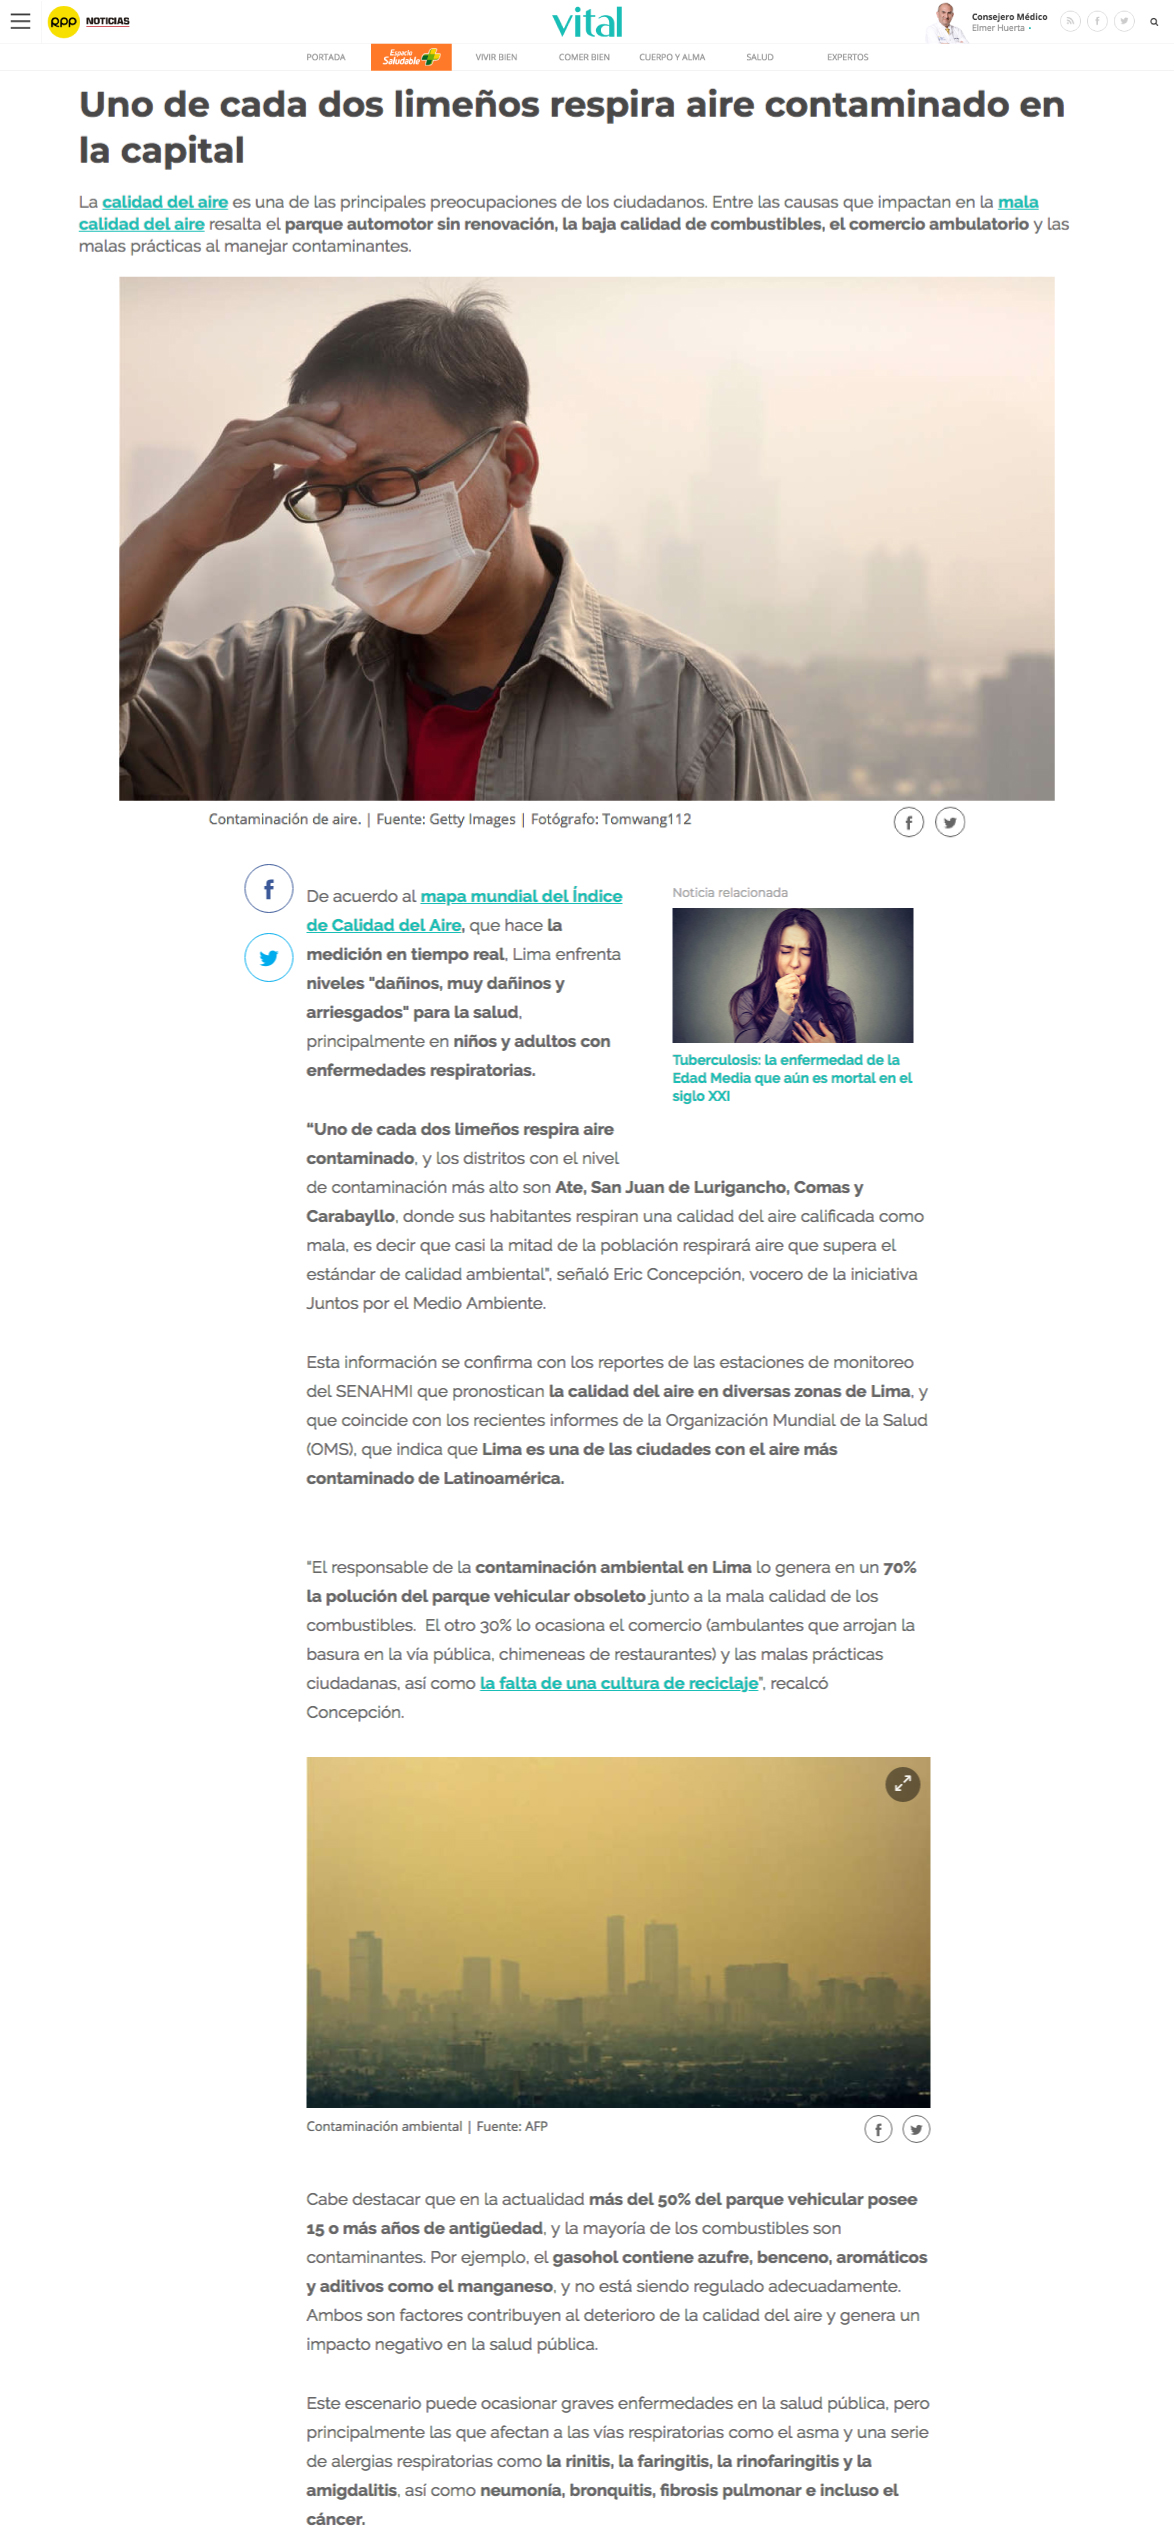 RPP NOTICIAS
vital
Consejero Médico
Elmer Huerta
PORTADA
Espacio
Saludable
VIVIR BIEN
COMER BIEN
CUERPO Y ALMA
SALUD
EXPERTOS
Uno de cada dos limeños respira aire contaminado en
la capital
La calidad del aire es una de las principales preocupaciones de los ciudadanos. Entre las causas que impactan en la mala
calidad del aire resalta el parque automotor sin renovación, la baja calidad de combustibles, el comercio ambulatorio y las
malas prácticas al manejar contaminantes.
Contaminación de aire. | Fuente: Getty Images | Fotógrafo: Tomwang112
De acuerdo al mapa mundial del Índice
de Calidad del Aire, que hace la
medición en tiempo real, Lima enfrenta
niveles "dañinos, muy dañinos y
arriesgados" para la salud,
principalmente en niños y adultos con
enfermedades respiratorias.
Noticia relacionada
Tuberculosis: la enfermedad de la
Edad Media que aún es mortal en el
siglo XXI
“Uno de cada dos limeños respira aire
contaminado, y los distritos con el nivel
de contaminación más alto son Ate, San Juan de Lurigancho, Comas y
Carabayllo, donde sus habitantes respiran una calidad del aire calificada como
mala, es decir que casi la mitad de la población respirará aire que supera el
estándar de calidad ambiental”, señaló Eric Concepción, vocero de la iniciativa
Juntos por el Medio Ambiente.
Esta información se confirma con los reportes de las estaciones de monitoreo
del SENAHMI que pronostican la calidad del aire en diversas zonas de Lima, y
que coincide con los recientes informes de la Organización Mundial de la Salud
(OMS), que indica que Lima es una de las ciudades con el aire más
contaminado de Latinoamérica.
“El responsable de la contaminación ambiental en Lima lo genera en un 70%
la polución del parque vehicular obsoleto junto a la mala calidad de los
combustibles. El otro 30% lo ocasiona el comercio (ambulantes que arrojan la
basura en la vía pública, chimeneas de restaurantes) y las malas prácticas
ciudadanas, así como la falta de una cultura de reciclaje”, recalcó
Concepción.
Contaminación ambiental | Fuente: AFP
Cabe destacar que en la actualidad más del 50% del parque vehicular posee
15 o más años de antigüedad, y la mayoría de los combustibles son
contaminantes. Por ejemplo, el gasohol contiene azufre, benceno, aromáticos
y aditivos como el manganeso, y no está siendo regulado adecuadamente.
Ambos son factores contribuyen al deterioro de la calidad del aire y genera un
impacto negativo en la salud pública.
Este escenario puede ocasionar graves enfermedades en la salud pública, pero
principalmente las que afectan a las vías respiratorias como el asma y una serie
de alergias respiratorias como la rinitis, la faringitis, la rinofaringitis y la
amigdalitis, así como neumonía, bronquitis, fibrosis pulmonar e incluso el
cáncer.